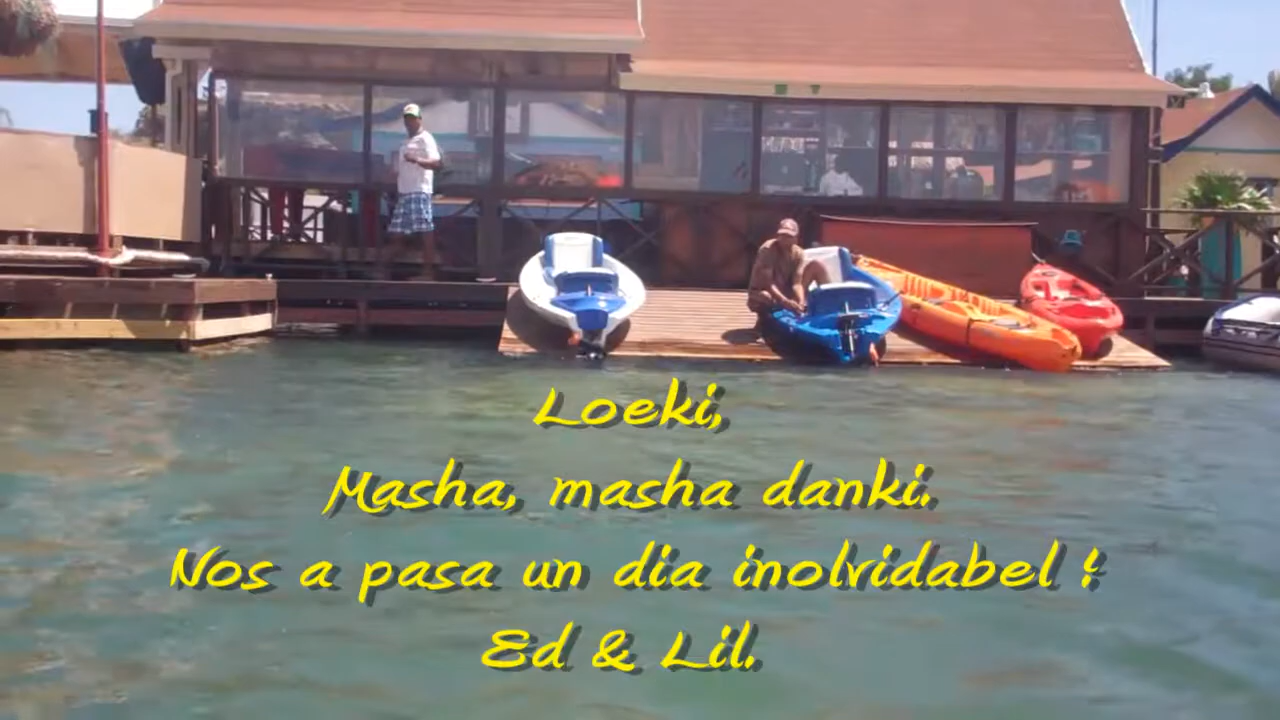 Loeki,
Masha, masha danki.
Nos a pasa un dia inolvidabel !
Ed & Lil.